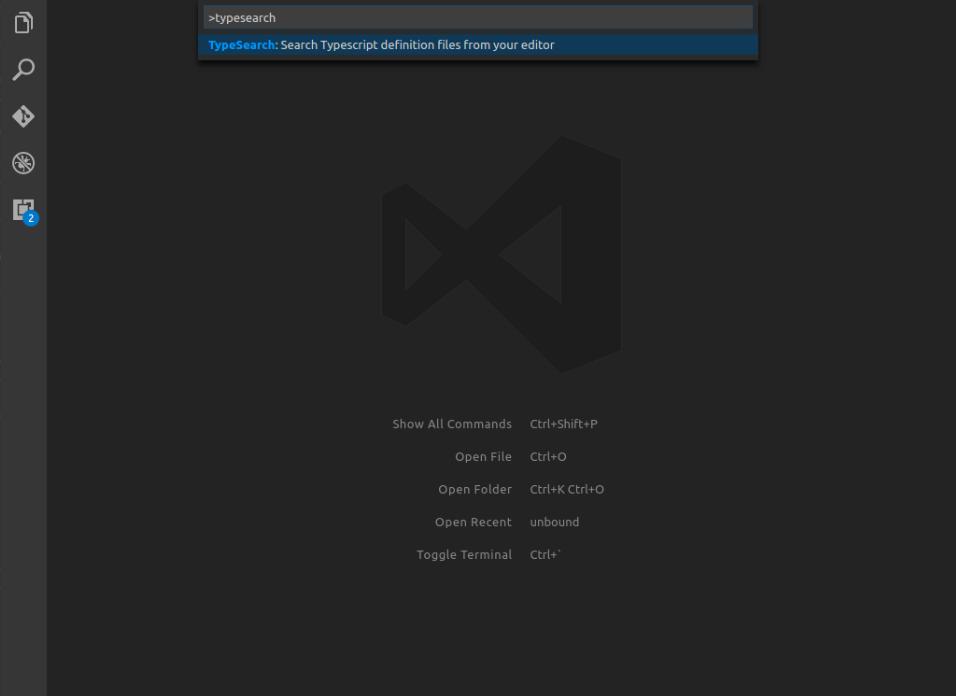 >typesearch
TypeSearch: Search Typescript definition files from your editor
2
Show All Commands Ctrl+Shift+P
Open File Ctrl+O
Open Folder Ctrl+K Ctrl+O
Open Recent unbound
Toggle Terminal Ctrl+`